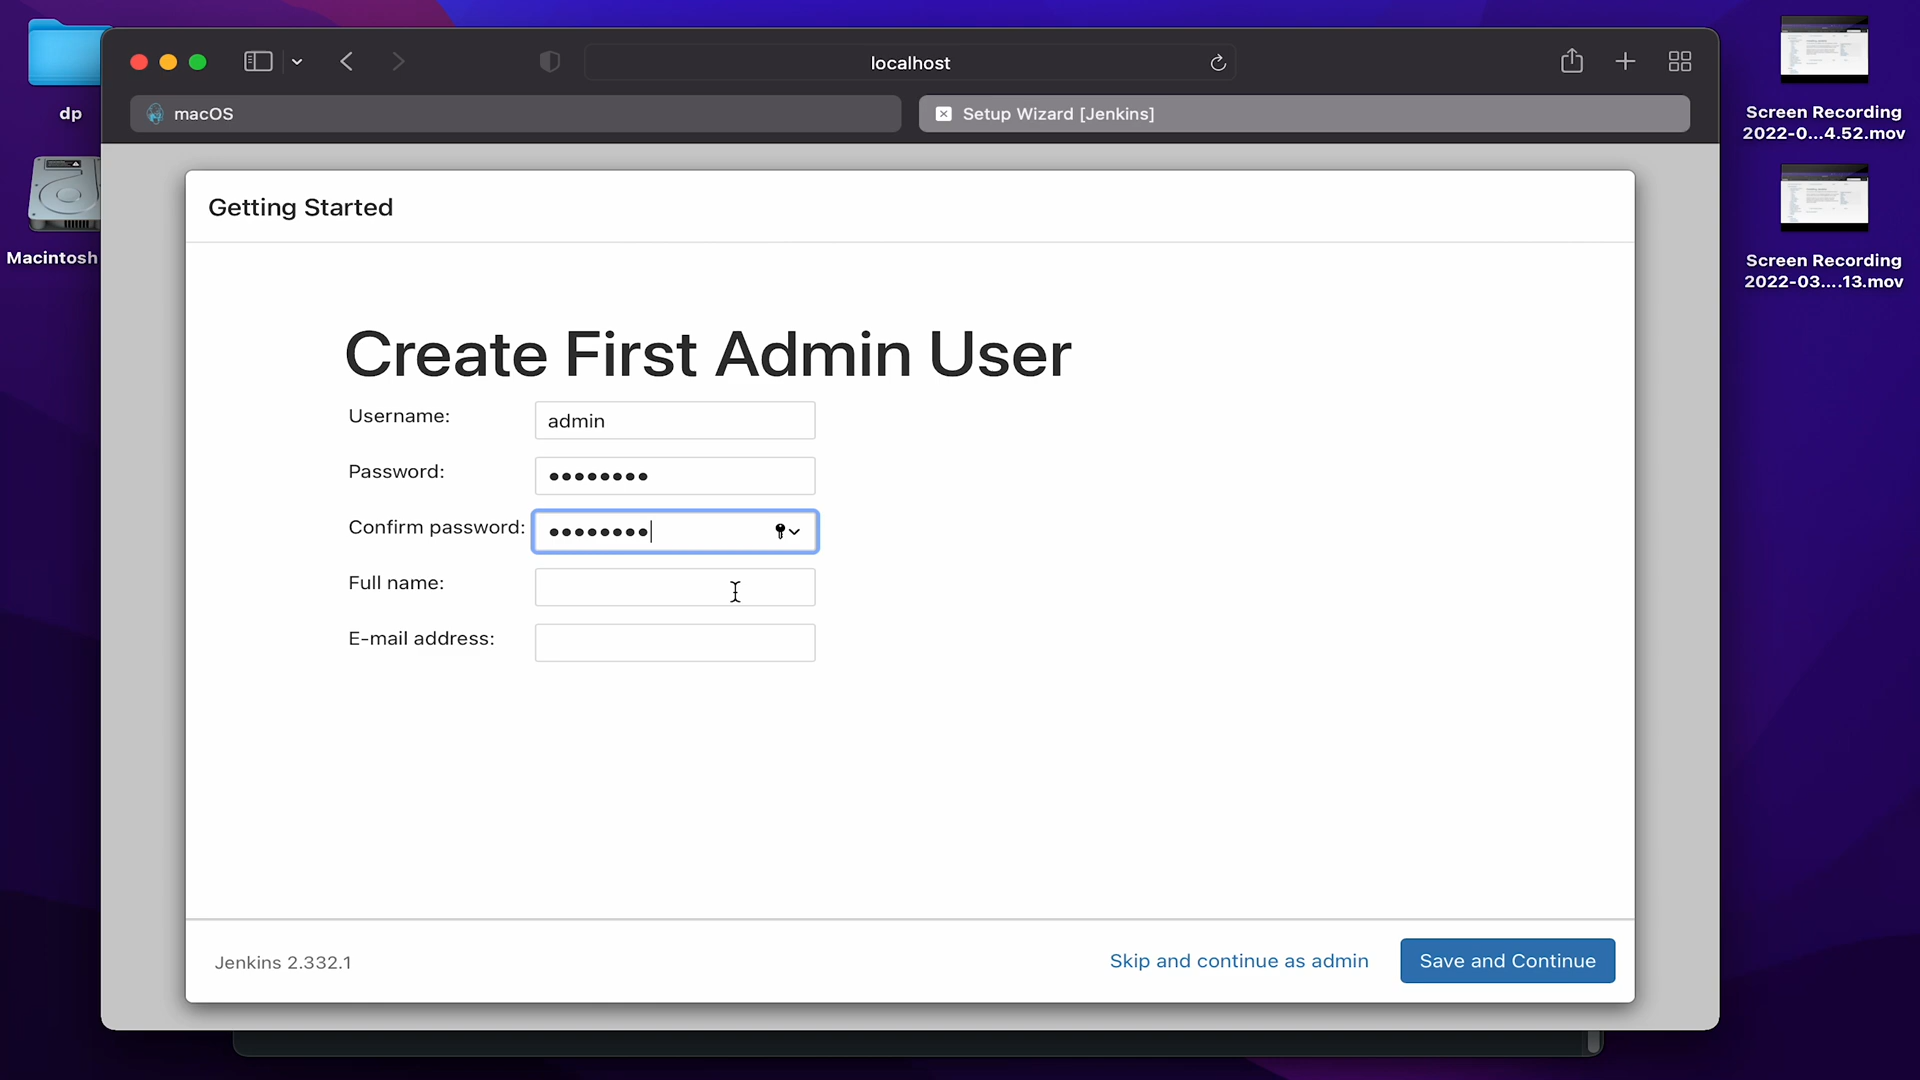 localhost
macOS
Setup Wizard [Jenkins]
dp
Macintosh
Screen Recording
2022-0...4.52.mov
Screen Recording
2022-03....13.mov
Getting Started
Create First Admin User
Username:
admin
Password:
Confirm password:
Full name:
E-mail address:
Jenkins 2.332.1
Skip and continue as admin
Save and Continue